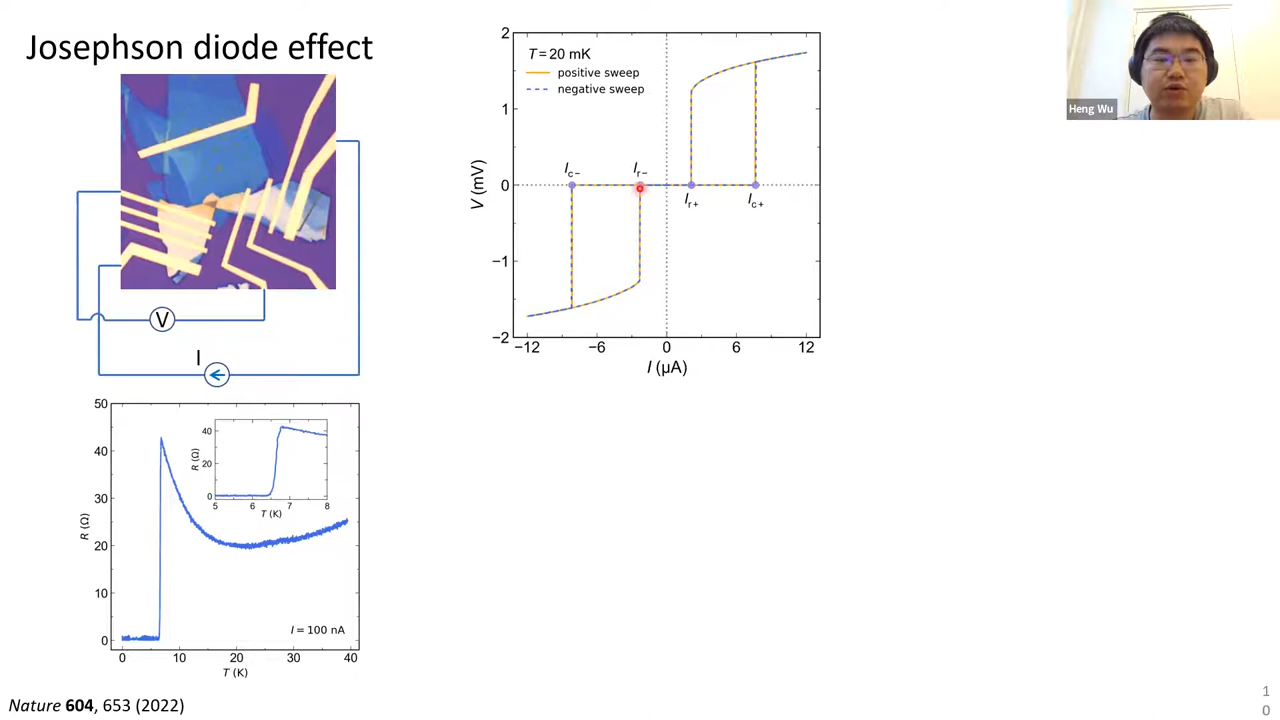 Josephson diode effect
V
I
T = 20 mK
positive sweep
negative sweep
2
1
0
−1
−2
V (mV)
Ic−
Ir−
Ir+
Ic+
−12
−6
0
6
12
I (μA)
50
40
30
20
10
0
R (Ω)
40
20
0
R (Ω)
5
6
7
8
T (K)
I = 100 nA
0
10
20
30
40
T (K)
Nature 604, 653 (2022)
Heng Wu
1
0